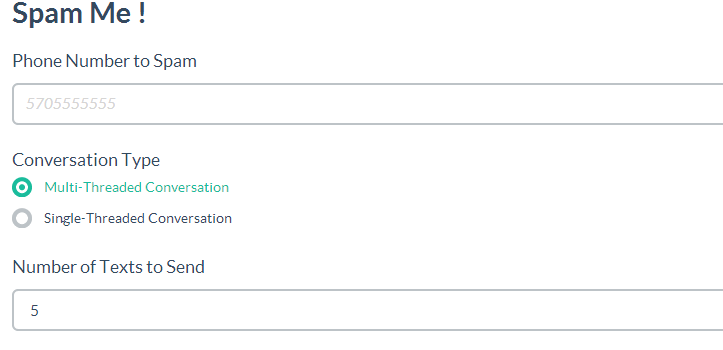 Spam Me !
Phone Number to Spam
5705555555
Conversation Type
Multi-Threaded Conversation
Single-Threaded Conversation
Number of Texts to Send
5